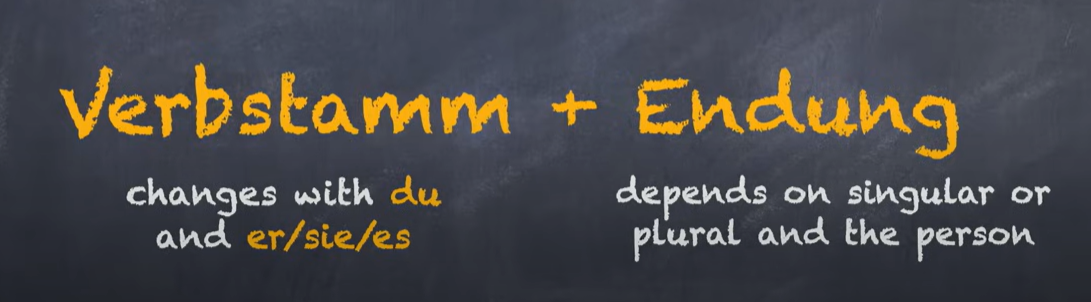 Verbstamm + Endung
changes with du
and er/sie/es
depends on singular or
plural and the person